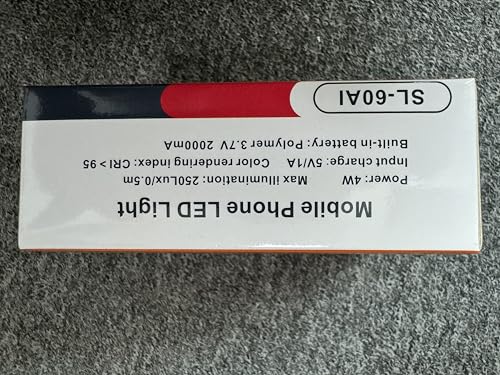 Mobile Phone LED Light
Power: 4W Max illumination: 250Lux/0.5m
Input charge: 5V/1A Color rendering index: CRI > 95
Built-in battery: Polymer 3.7V 2000mA
SL-60AI